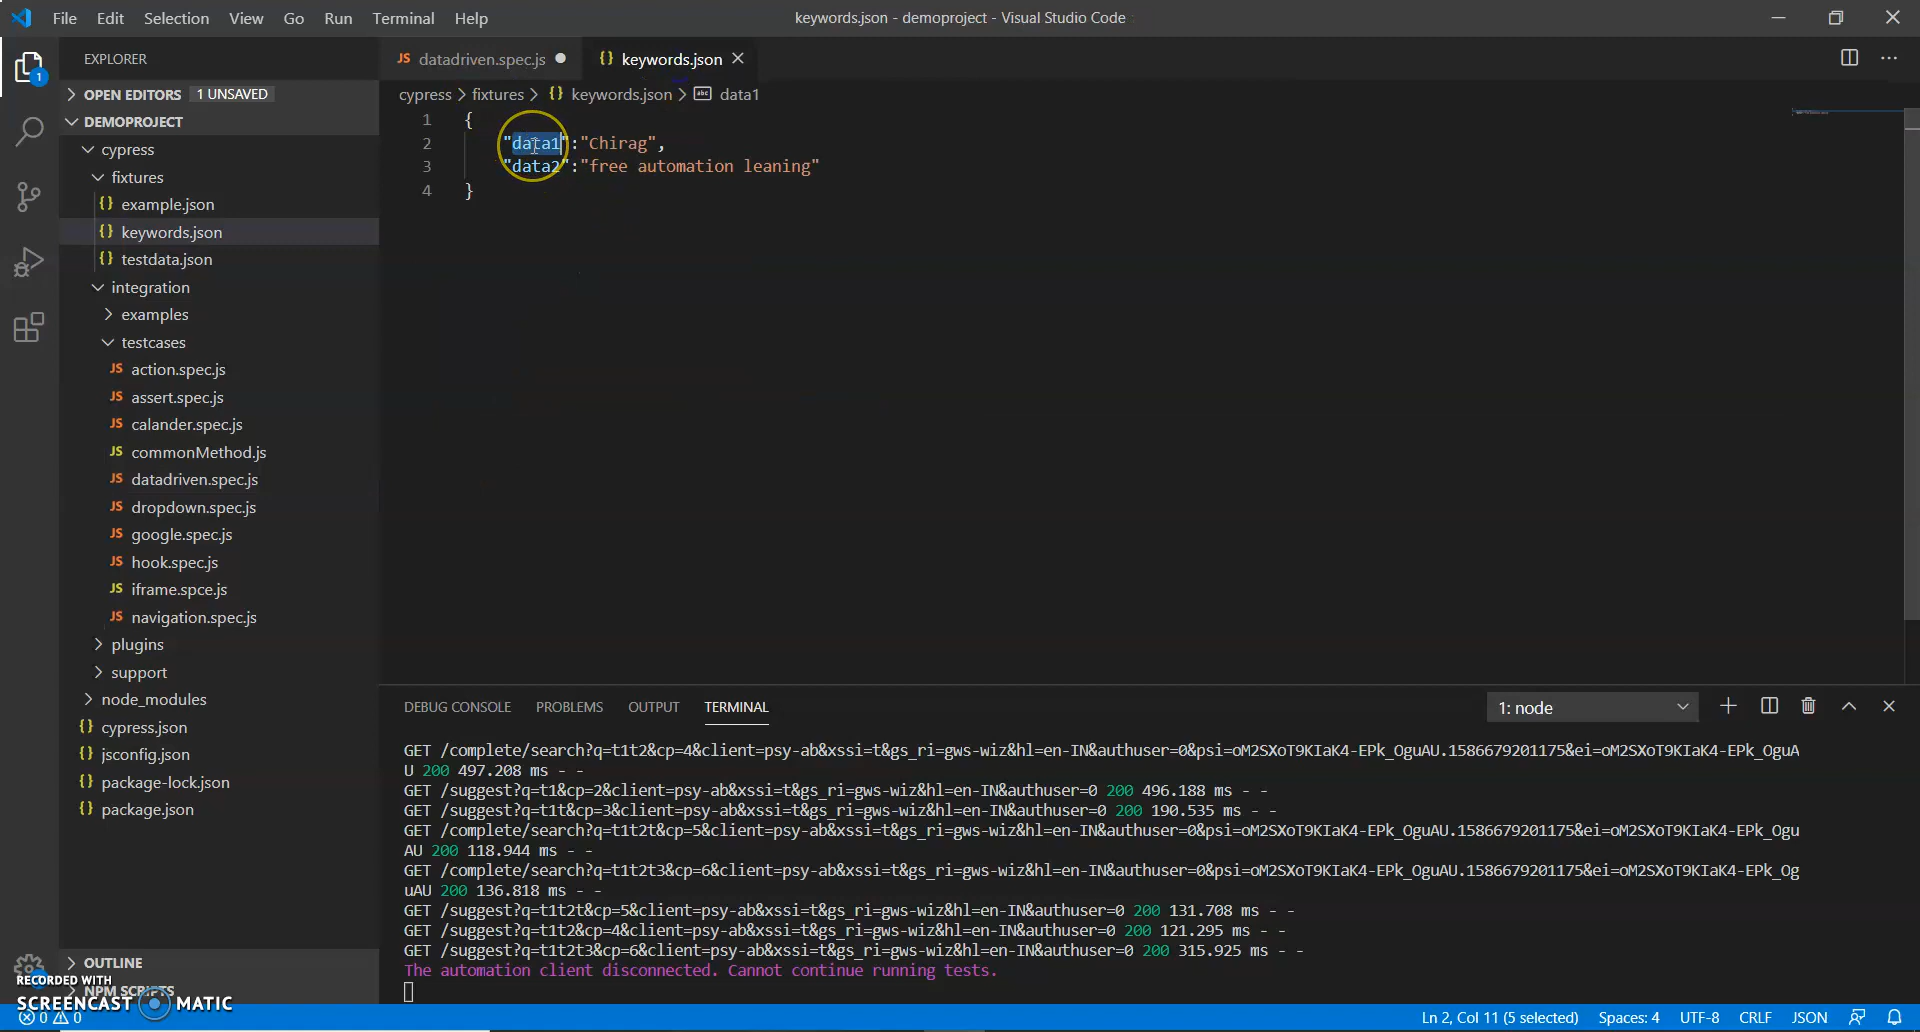 File Edit Selection View Go Run Terminal Help keywords.json - demoproject - Visual Studio Code
EXPLORER
JS datadriven.spec.js
{} keywords.json
1
OPEN EDITORS 1 UNSAVED
cypress > fixtures > {} keywords.json > abc data1
DEMOPROJECT
cypress
fixtures
{} example.json
{} keywords.json
{} testdata.json
integration
examples
testcases
JS action.spec.js
JS assert.spec.js
JS calander.spec.js
JS commonMethod.js
JS datadriven.spec.js
JS dropdown.spec.js
JS google.spec.js
JS hook.spec.js
JS iframe.spce.js
JS navigation.spec.js
plugins
support
node_modules
{} cypress.json
{} jsconfig.json
{} package-lock.json
{} package.json
OUTLINE
NPM SCRIPTS
1 {
2 "data1":"Chirag",
3 "data2":"free automation leaning"
4 }
DEBUG CONSOLE PROBLEMS OUTPUT TERMINAL 1: node
GET /complete/search?q=t1t2&cp=4&client=psy-ab&xssi=t&gs_ri=gws-wiz&hl=en-IN&authuser=0&psi=oM2SXoT9KIaK4-EPk_OguAU.1586679201175&ei=oM2SXoT9KIaK4-EPk_OguA
U 200 497.208 ms - -
GET /suggest?q=t1&cp=2&client=psy-ab&xssi=t&gs_ri=gws-wiz&hl=en-IN&authuser=0 200 496.188 ms - -
GET /suggest?q=t1t&cp=3&client=psy-ab&xssi=t&gs_ri=gws-wiz&hl=en-IN&authuser=0 200 190.535 ms - -
GET /complete/search?q=t1t2t&cp=5&client=psy-ab&xssi=t&gs_ri=gws-wiz&hl=en-IN&authuser=0&psi=oM2SXoT9KIaK4-EPk_OguAU.1586679201175&ei=oM2SXoT9KIaK4-EPk_Ogu
AU 200 118.944 ms - -
GET /complete/search?q=t1t2t3&cp=6&client=psy-ab&xssi=t&gs_ri=gws-wiz&hl=en-IN&authuser=0&psi=oM2SXoT9KIaK4-EPk_OguAU.1586679201175&ei=oM2SXoT9KIaK4-EPk_Og
uAU 200 136.818 ms - -
GET /suggest?q=t1t2t&cp=5&client=psy-ab&xssi=t&gs_ri=gws-wiz&hl=en-IN&authuser=0 200 131.708 ms - -
GET /suggest?q=t1t2&cp=4&client=psy-ab&xssi=t&gs_ri=gws-wiz&hl=en-IN&authuser=0 200 121.295 ms - -
GET /suggest?q=t1t2t3&cp=6&client=psy-ab&xssi=t&gs_ri=gws-wiz&hl=en-IN&authuser=0 200 315.925 ms - -
The automation client disconnected. Cannot continue running tests.
RECORDED WITH
SCREENCAST MATIC
0 0 Ln 2, Col 11 (5 selected) Spaces: 4 UTF-8 CRLF JSON